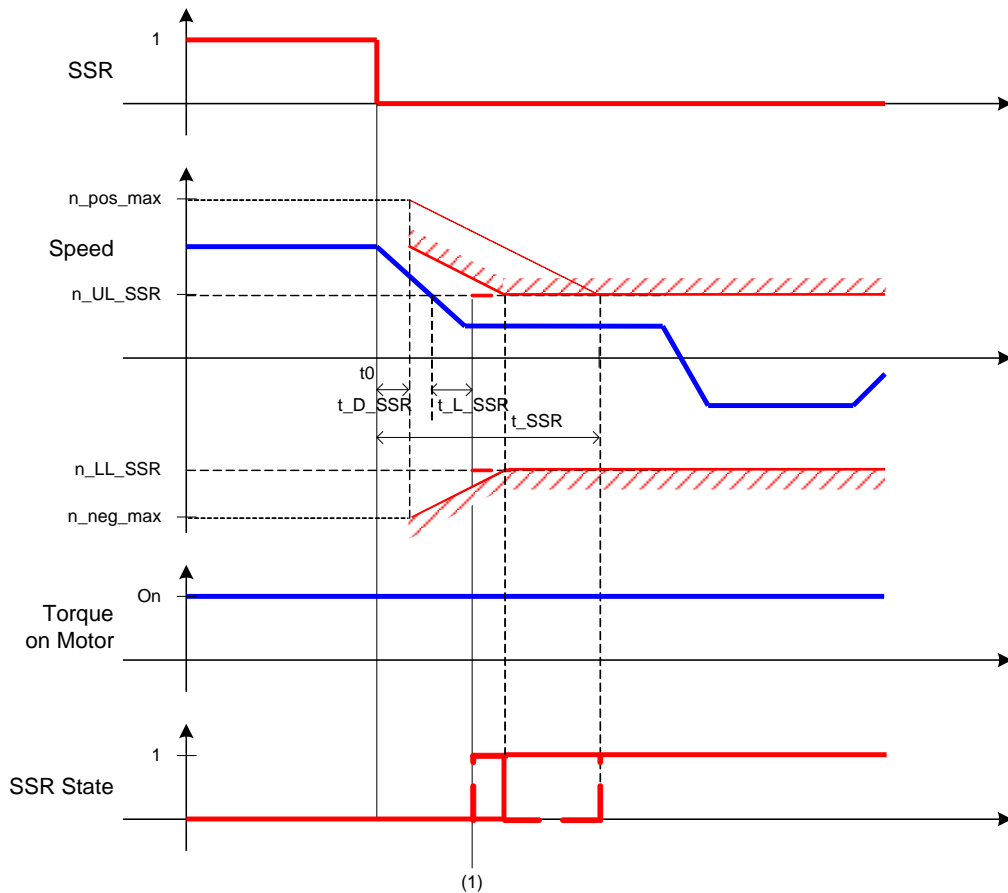 1
SSR
n_pos_max
Speed
n_UL_SSR
t0
t_D_SSR
t_L_SSR
t_SSR
n_LL_SSR
n_neg_max
On
Torque
on Motor
1
SSR State
(1)